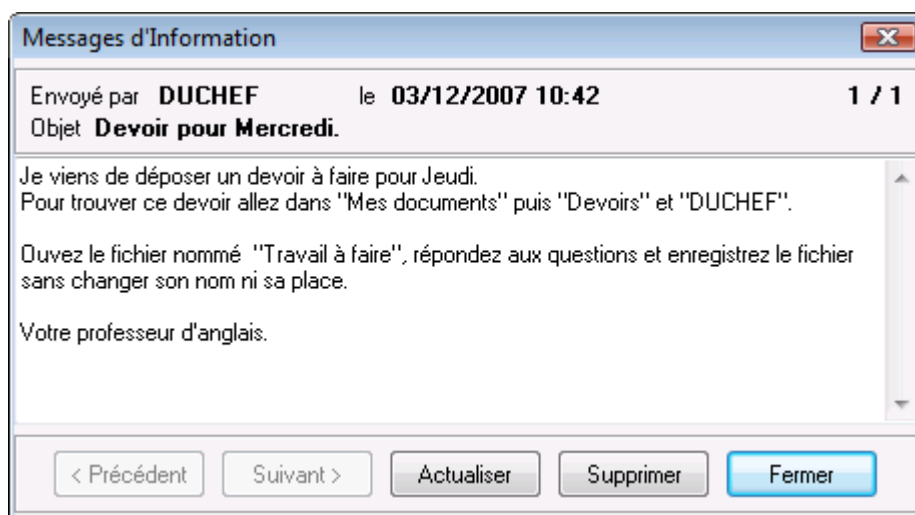 Messages d'Information
Envoyé par DUCHEF le 03/12/2007 10:42 1 / 1
Objet Devoir pour Mercredi.
Je viens de déposer un devoir à faire pour Jeudi.
Pour trouver ce devoir allez dans "Mes documents" puis "Devoirs" et "DUCHEF".
Ouvez le fichier nommé "Travail à faire", répondez aux questions et enregistrez le fichier
sans changer son nom ni sa place.
Votre professeur d'anglais.
< Précédent Suivant > Actualiser Supprimer Fermer